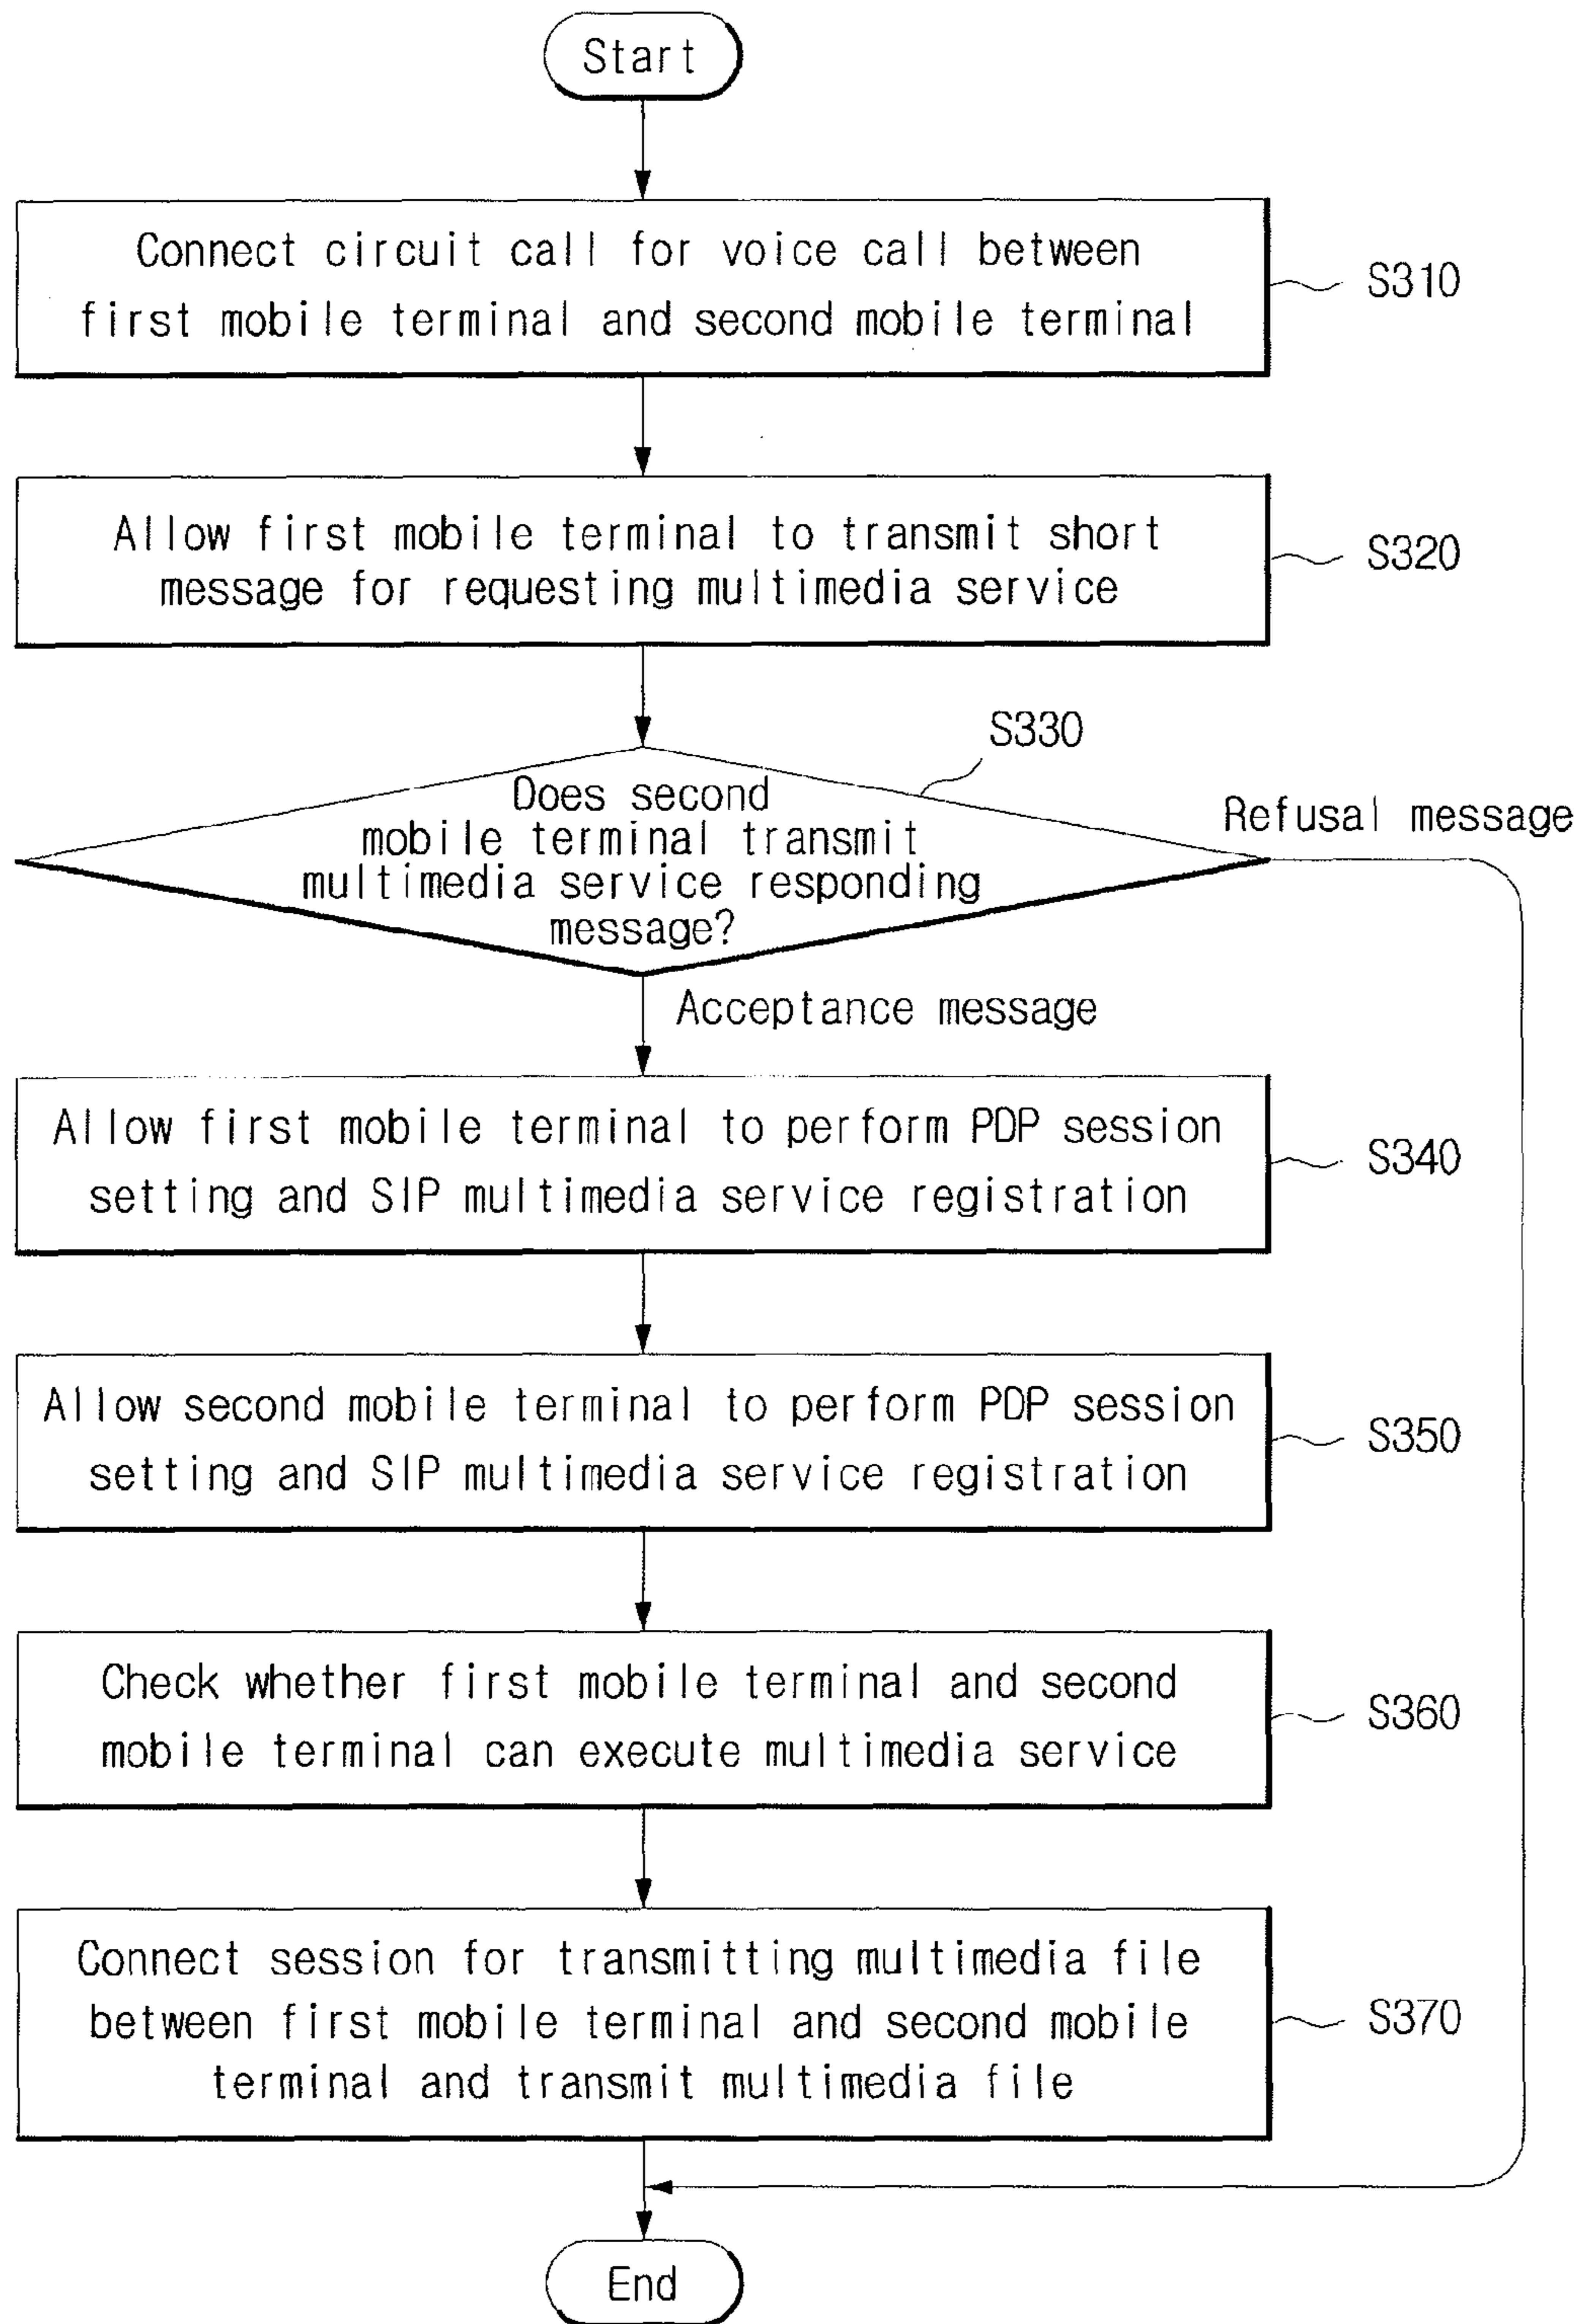 Start
Connect circuit call for voice call between
first mobile terminal and second mobile terminal
S310
Allow first mobile terminal to transmit short
message for requesting multimedia service
S320
S330
Does second
mobile terminal transmit
multimedia service responding
message?
Refusal message
Acceptance message
Allow first mobile terminal to perform PDP session
setting and SIP multimedia service registration
S340
Allow second mobile terminal to perform PDP session
setting and SIP multimedia service registration
S350
Check whether first mobile terminal and second
mobile terminal can execute multimedia service
S360
Connect session for transmitting multimedia file
between first mobile terminal and second mobile
terminal and transmit multimedia file
S370
End